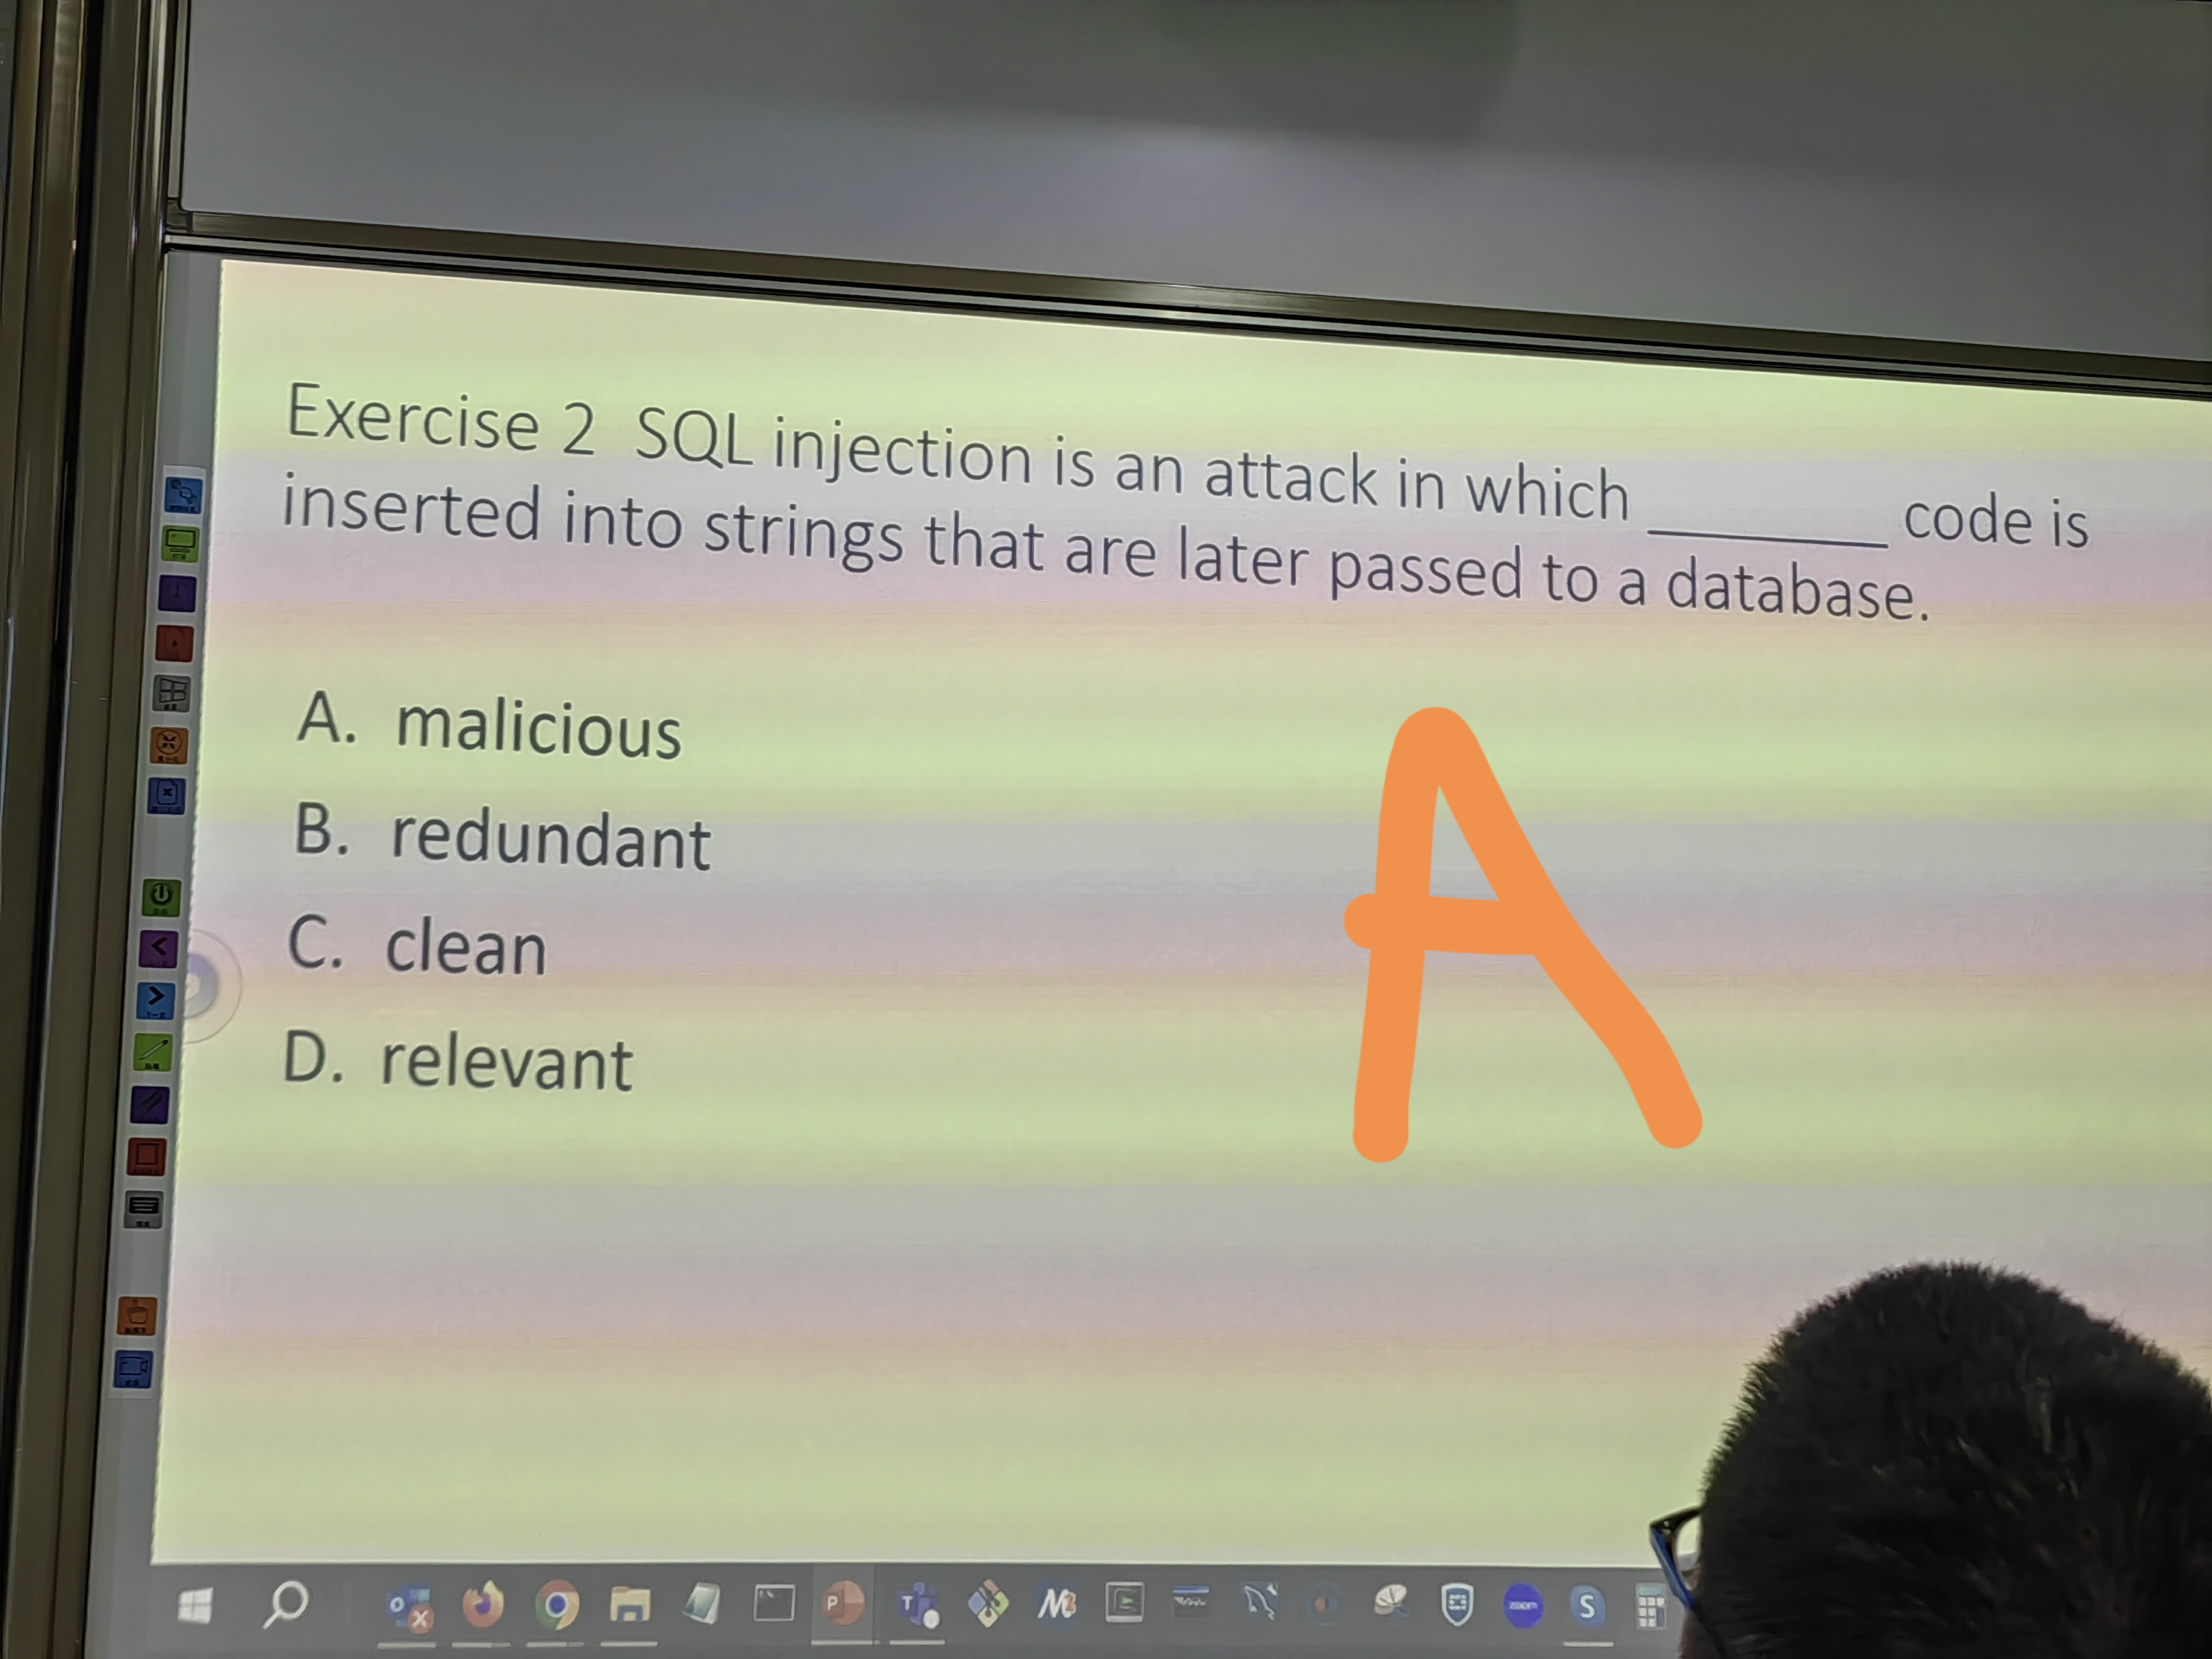 Exercise 2 SQL injection is an attack in which ________ code is
inserted into strings that are later passed to a database.
A. malicious
B. redundant
C. clean
D. relevant
A